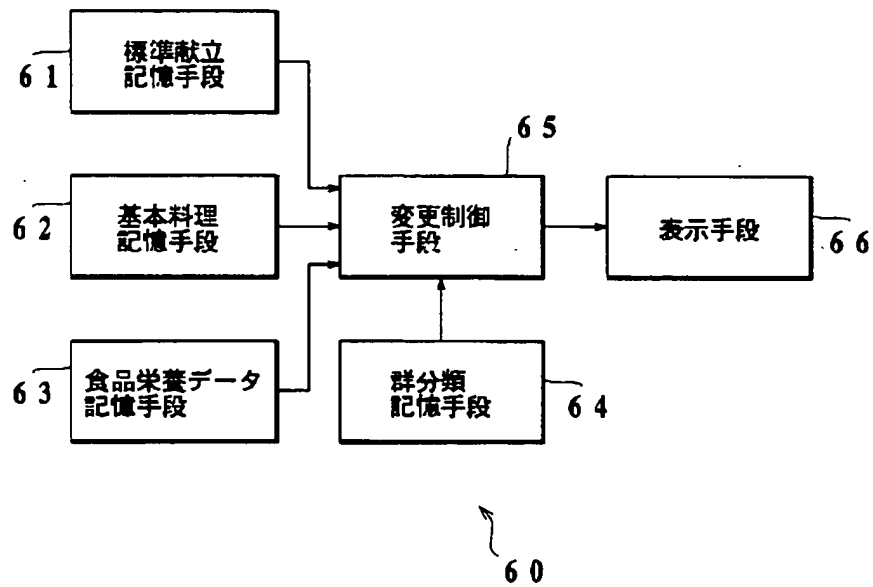 標準献立
記憶手段
61
65
基本料理
記憶手段
62
変更制御
手段
表示手段
66
食品栄養データ
記憶手段
63
群分類
記憶手段
64
60